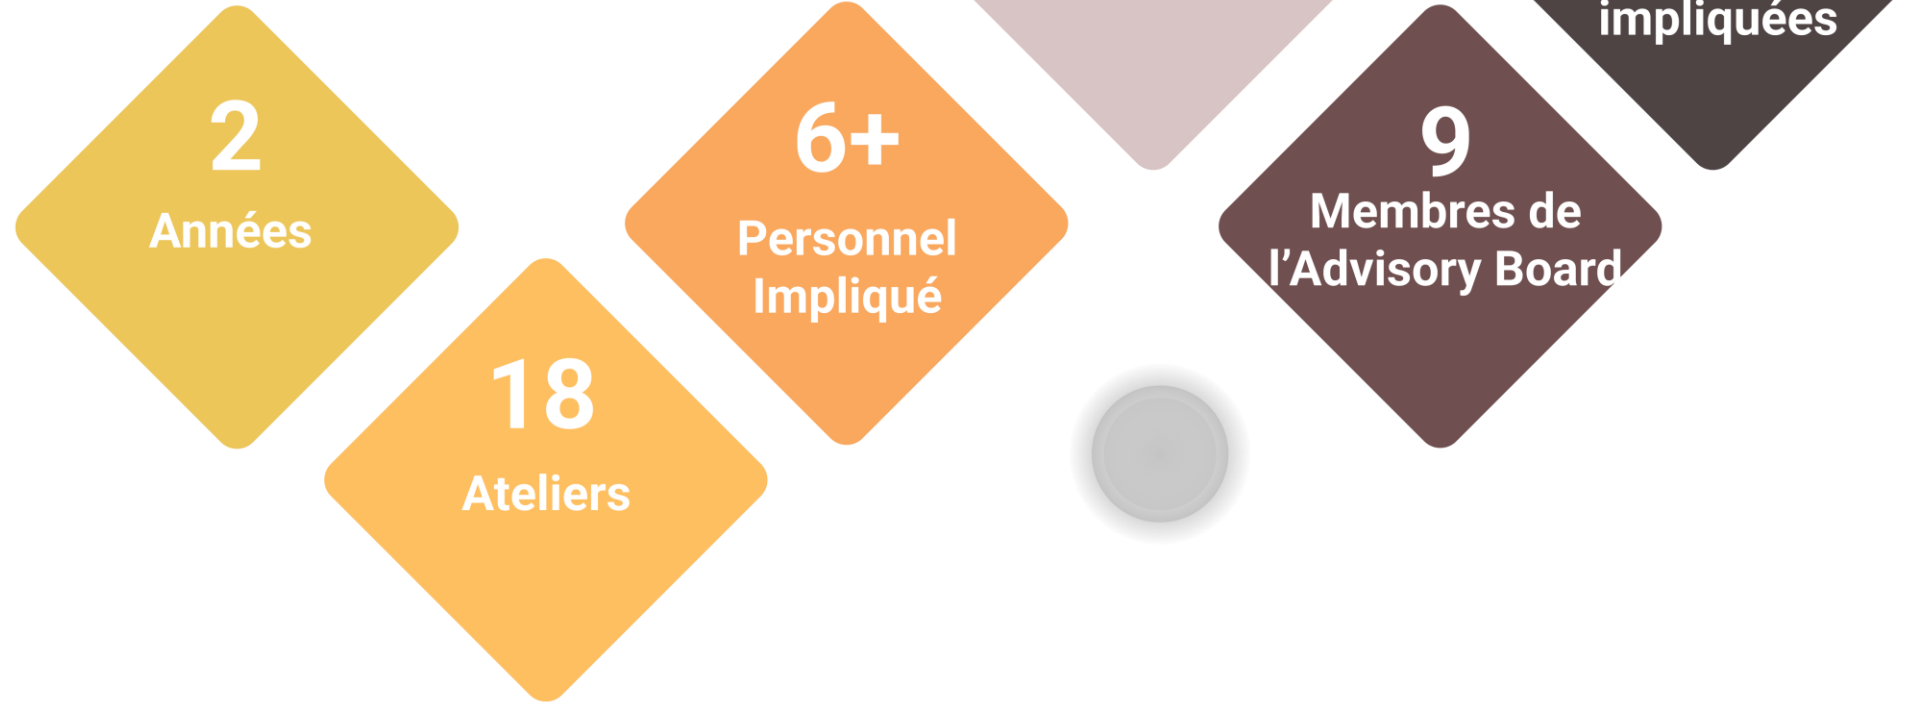 impliquées
2
Années
6+
Personnel
Impliqué
9
Membres de
l’Advisory Board
18
Ateliers